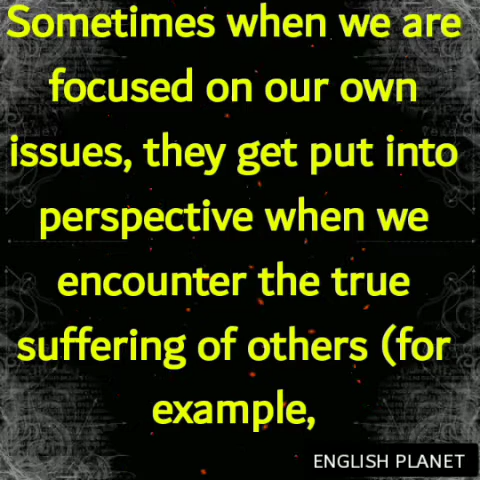 Sometimes when we are
focused on our own
issues, they get put into
perspective when we
encounter the true
suffering of others (for
example,
ENGLISH PLANET